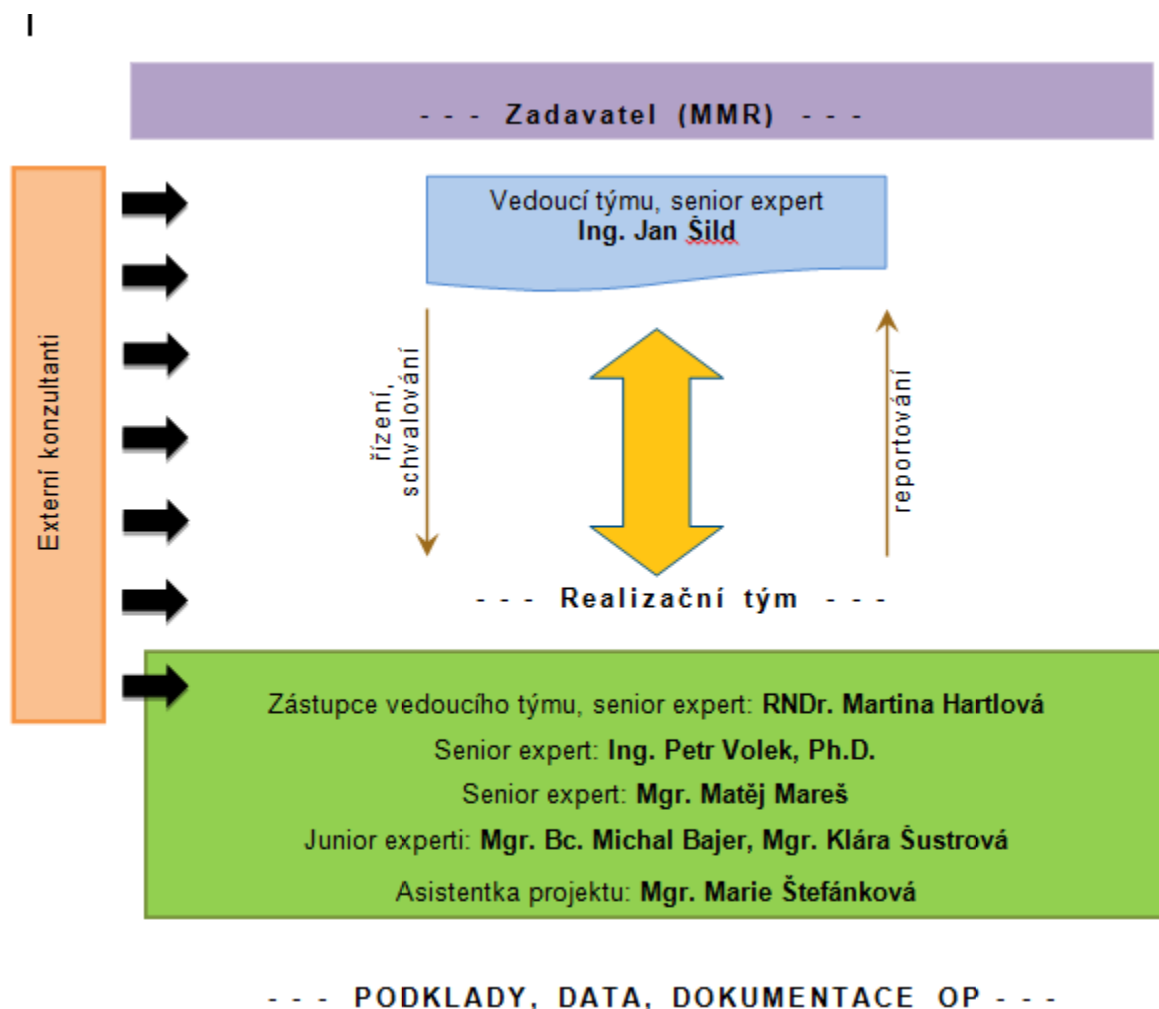 I
- - - Zadavatel (MMR) - - -
Vedoucí týmu, senior expert
Ing. Jan Šild
Externí konzultanti
řízení,
schvalování
reportování
- - - Realizační tým - - -
Zástupce vedoucího týmu, senior expert: RNDr. Martina Hartlová
Senior expert: Ing. Petr Volek, Ph.D.
Senior expert: Mgr. Matěj Mareš
Junior experti: Mgr. Bc. Michal Bajer, Mgr. Klára Šustrová
Asistentka projektu: Mgr. Marie Štefánková
- - - PODKLADY, DATA, DOKUMENTACE OP - - -